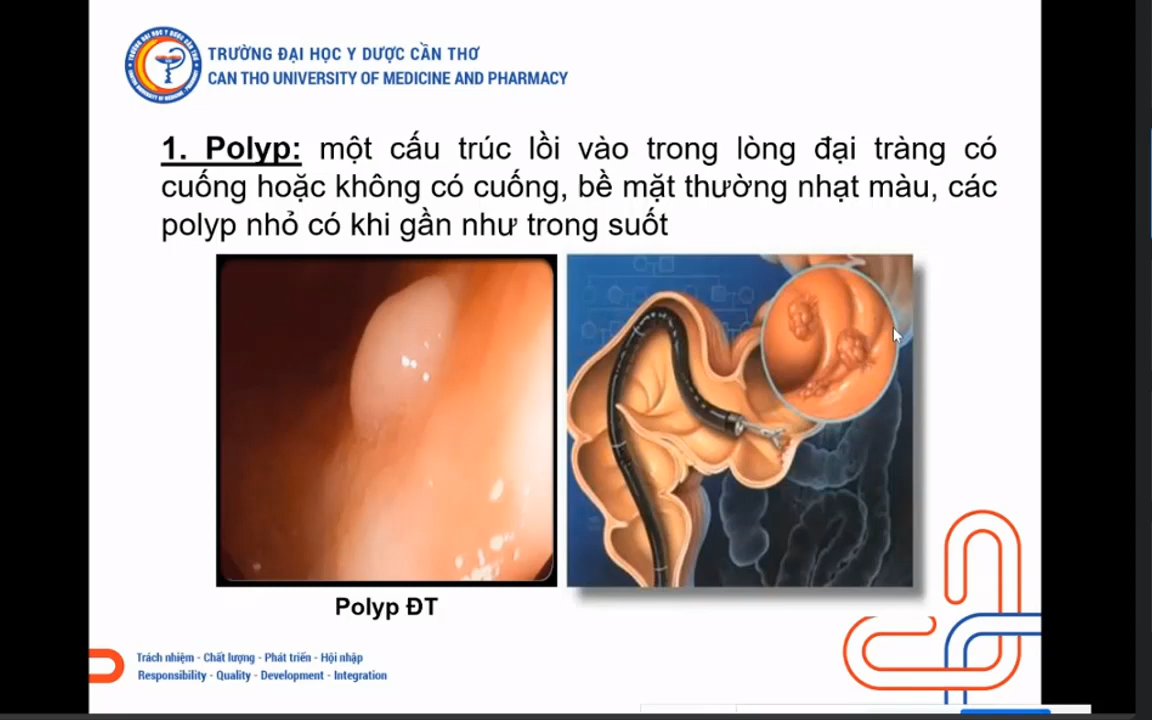 TRƯỜNG ĐẠI HỌC Y DƯỢC CẦN THƠ
CAN THO UNIVERSITY OF MEDICINE AND PHARMACY
1. Polyp: một cấu trúc lồi vào trong lòng đại tràng có
cuống hoặc không có cuống, bề mặt thường nhạt màu, các
polyp nhỏ có khi gần như trong suốt
Polyp ĐT
Trách nhiệm - Chất lượng - Phát triển - Hội nhập
Responsibility - Quality - Development - Integration